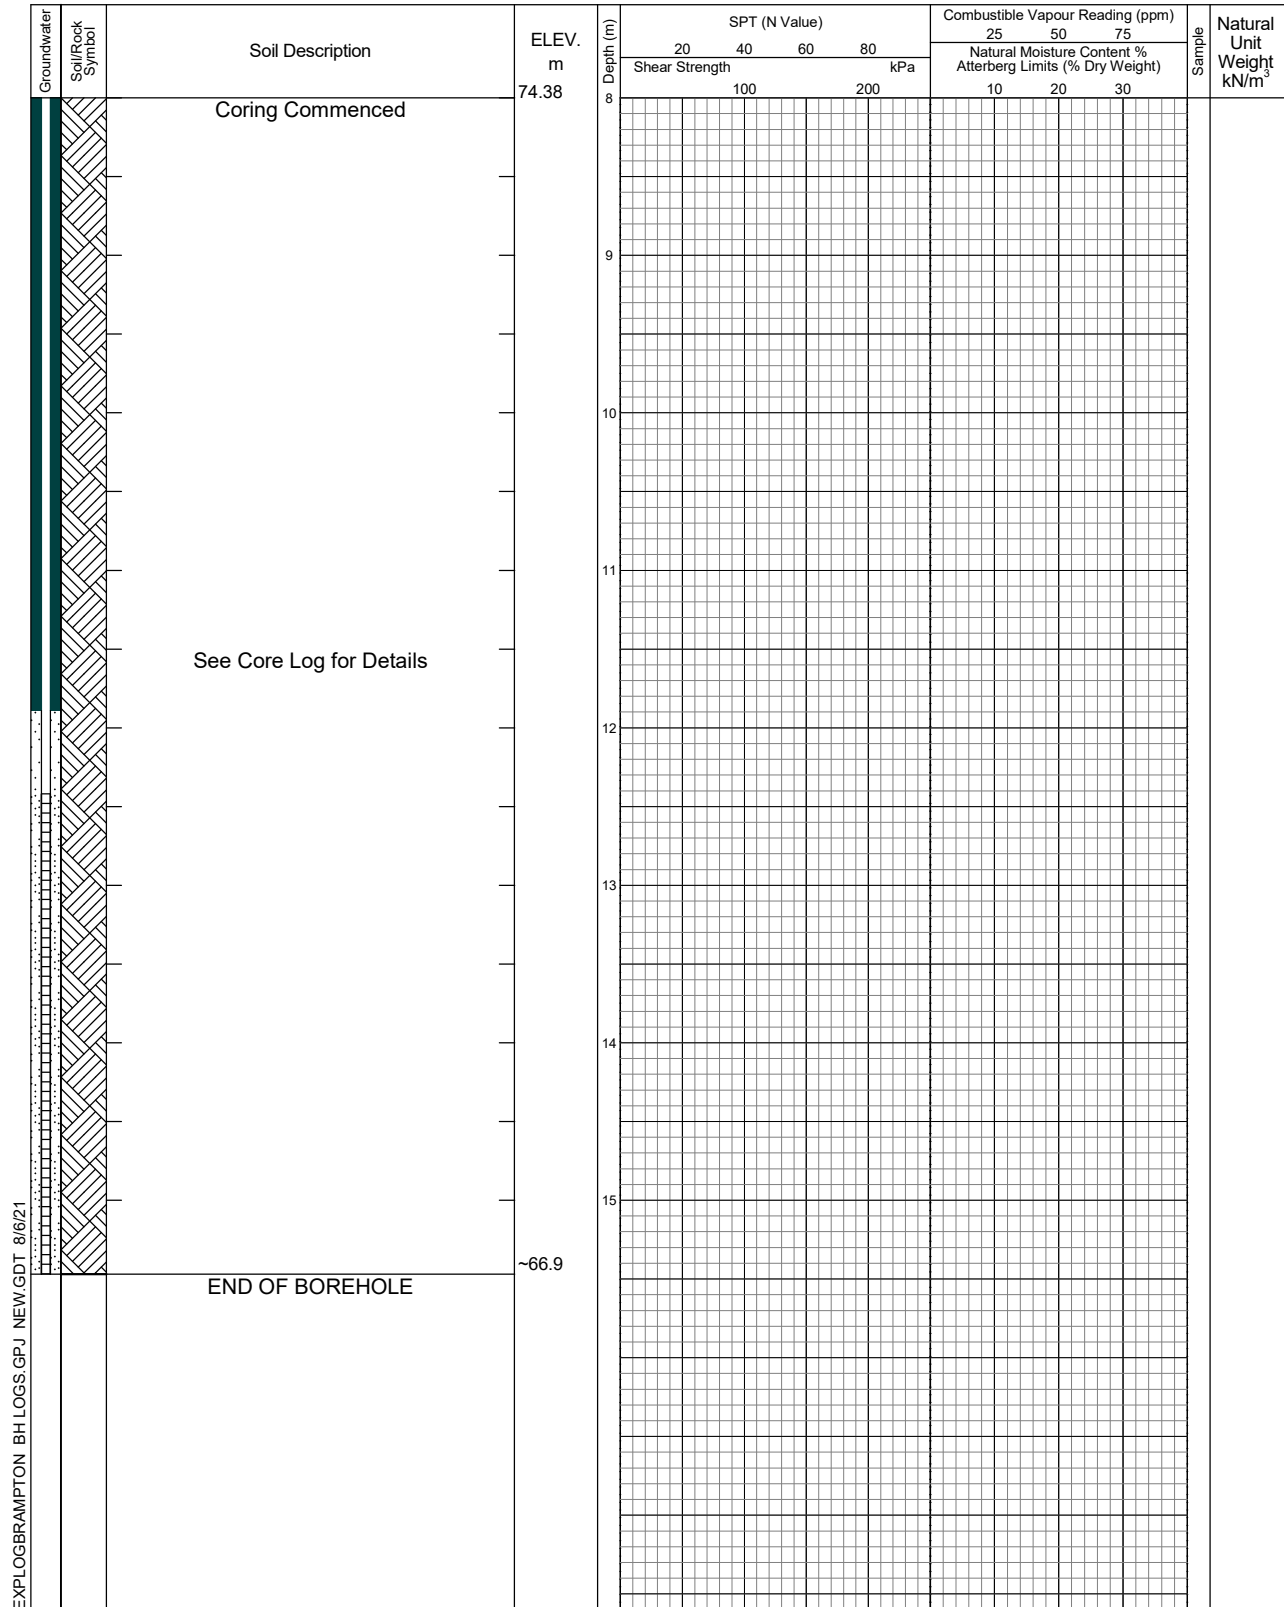 Groundwater
Soil/Rock
Symbol
Soil Description
ELEV.
m
74.38
Depth (m)
SPT (N Value)
20 40 60 80
Shear Strength kPa
100 200
Combustible Vapour Reading (ppm)
25 50 75
Natural Moisture Content %
Atterberg Limits (% Dry Weight)
10 20 30
Sample
Natural
Unit
Weight
kN/m³
Coring Commenced
8
9
10
11
See Core Log for Details
12
13
14
15
~66.9
END OF BOREHOLE
EXPLOGBRAMPTON BH LOGS.GPJ NEW.GDT 8/6/21